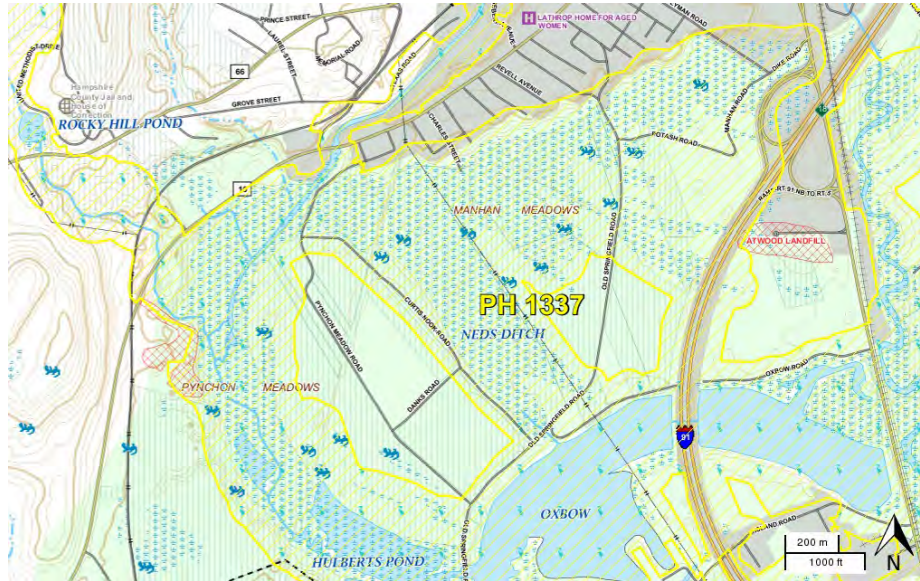 PRINCE STREET
LAUREL STREET
66
GROVE STREET
H LATHROP HOME FOR AGED
WOMEN
REVELL AVENUE
Hampshire
County Jail and
House of
Correction
ROCKY HILL POND
CHARLES STREET
POTASH ROAD
MANHAN ROAD
10
MANHAN MEADOWS
OLD SPRINGFIELD ROAD
ATWOOD LANDFILL
PYNCHON MEADOW ROAD
CURTIS NOOK ROAD
PH 1337
NEDS DITCH
PYNCHON MEADOWS
DANKS ROAD
OXBOW ROAD
OLD SPRINGFIELD ROAD
91
OXBOW
HULBERTS POND
200 m
1000 ft
N